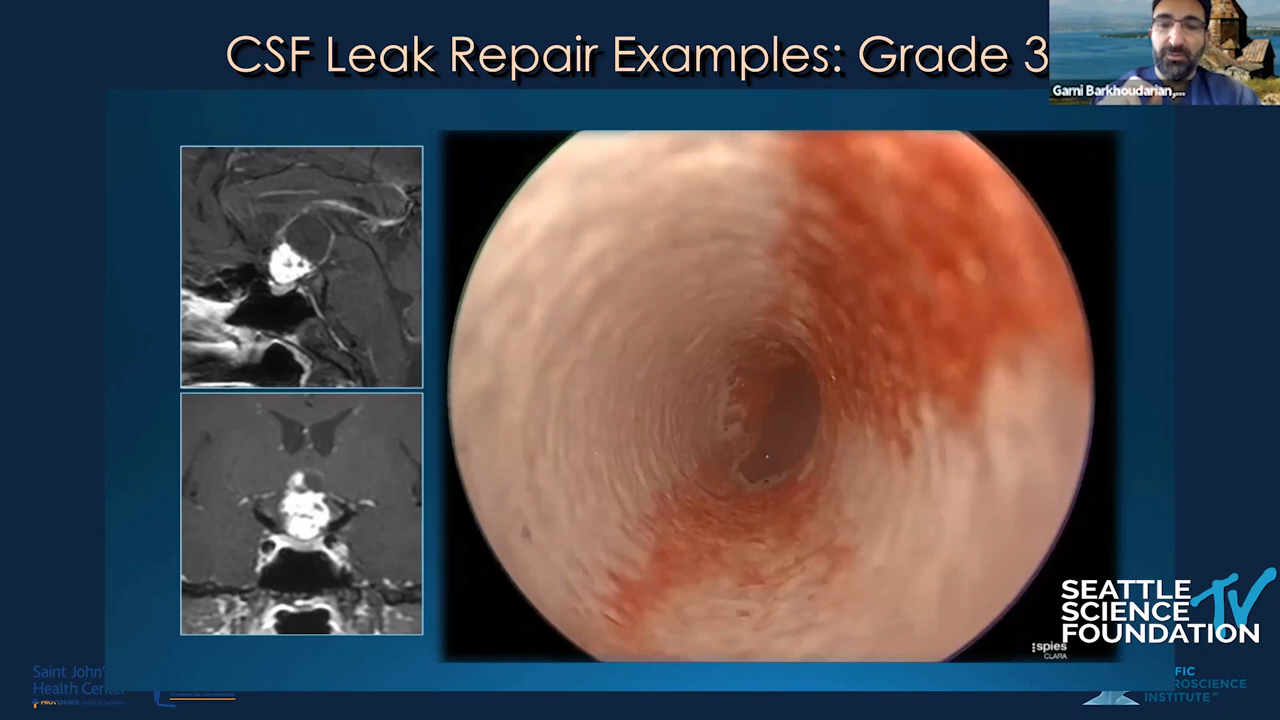 CSF Leak Repair Examples: Grade 3
Garni Barkhoudarian,...
SEATTLE
SCIENCE TV
FOUNDATION
spies
CLARA
Saint John's
Health Center
PROVIDENCE
FIC
ROSCIENCE
INSTITUTE